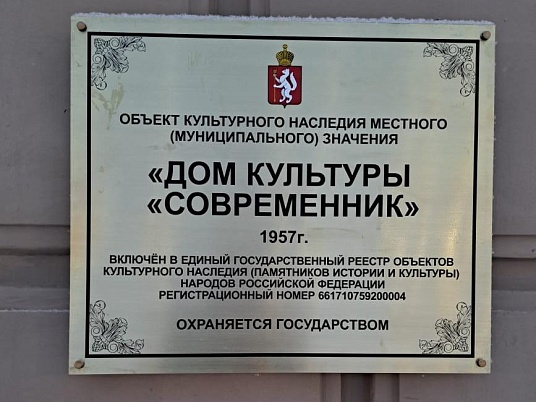 ОБЪЕКТ КУЛЬТУРНОГО НАСЛЕДИЯ МЕСТНОГО
(МУНИЦИПАЛЬНОГО) ЗНАЧЕНИЯ
«ДОМ КУЛЬТУРЫ
«СОВРЕМЕННИК»
1957г.
ВКЛЮЧЁН В ЕДИНЫЙ ГОСУДАРСТВЕННЫЙ РЕЕСТР ОБЪЕКТОВ
КУЛЬТУРНОГО НАСЛЕДИЯ (ПАМЯТНИКОВ ИСТОРИИ И КУЛЬТУРЫ)
НАРОДОВ РОССИЙСКОЙ ФЕДЕРАЦИИ
РЕГИСТРАЦИОННЫЙ НОМЕР 661710759200004
ОХРАНЯЕТСЯ ГОСУДАРСТВОМ